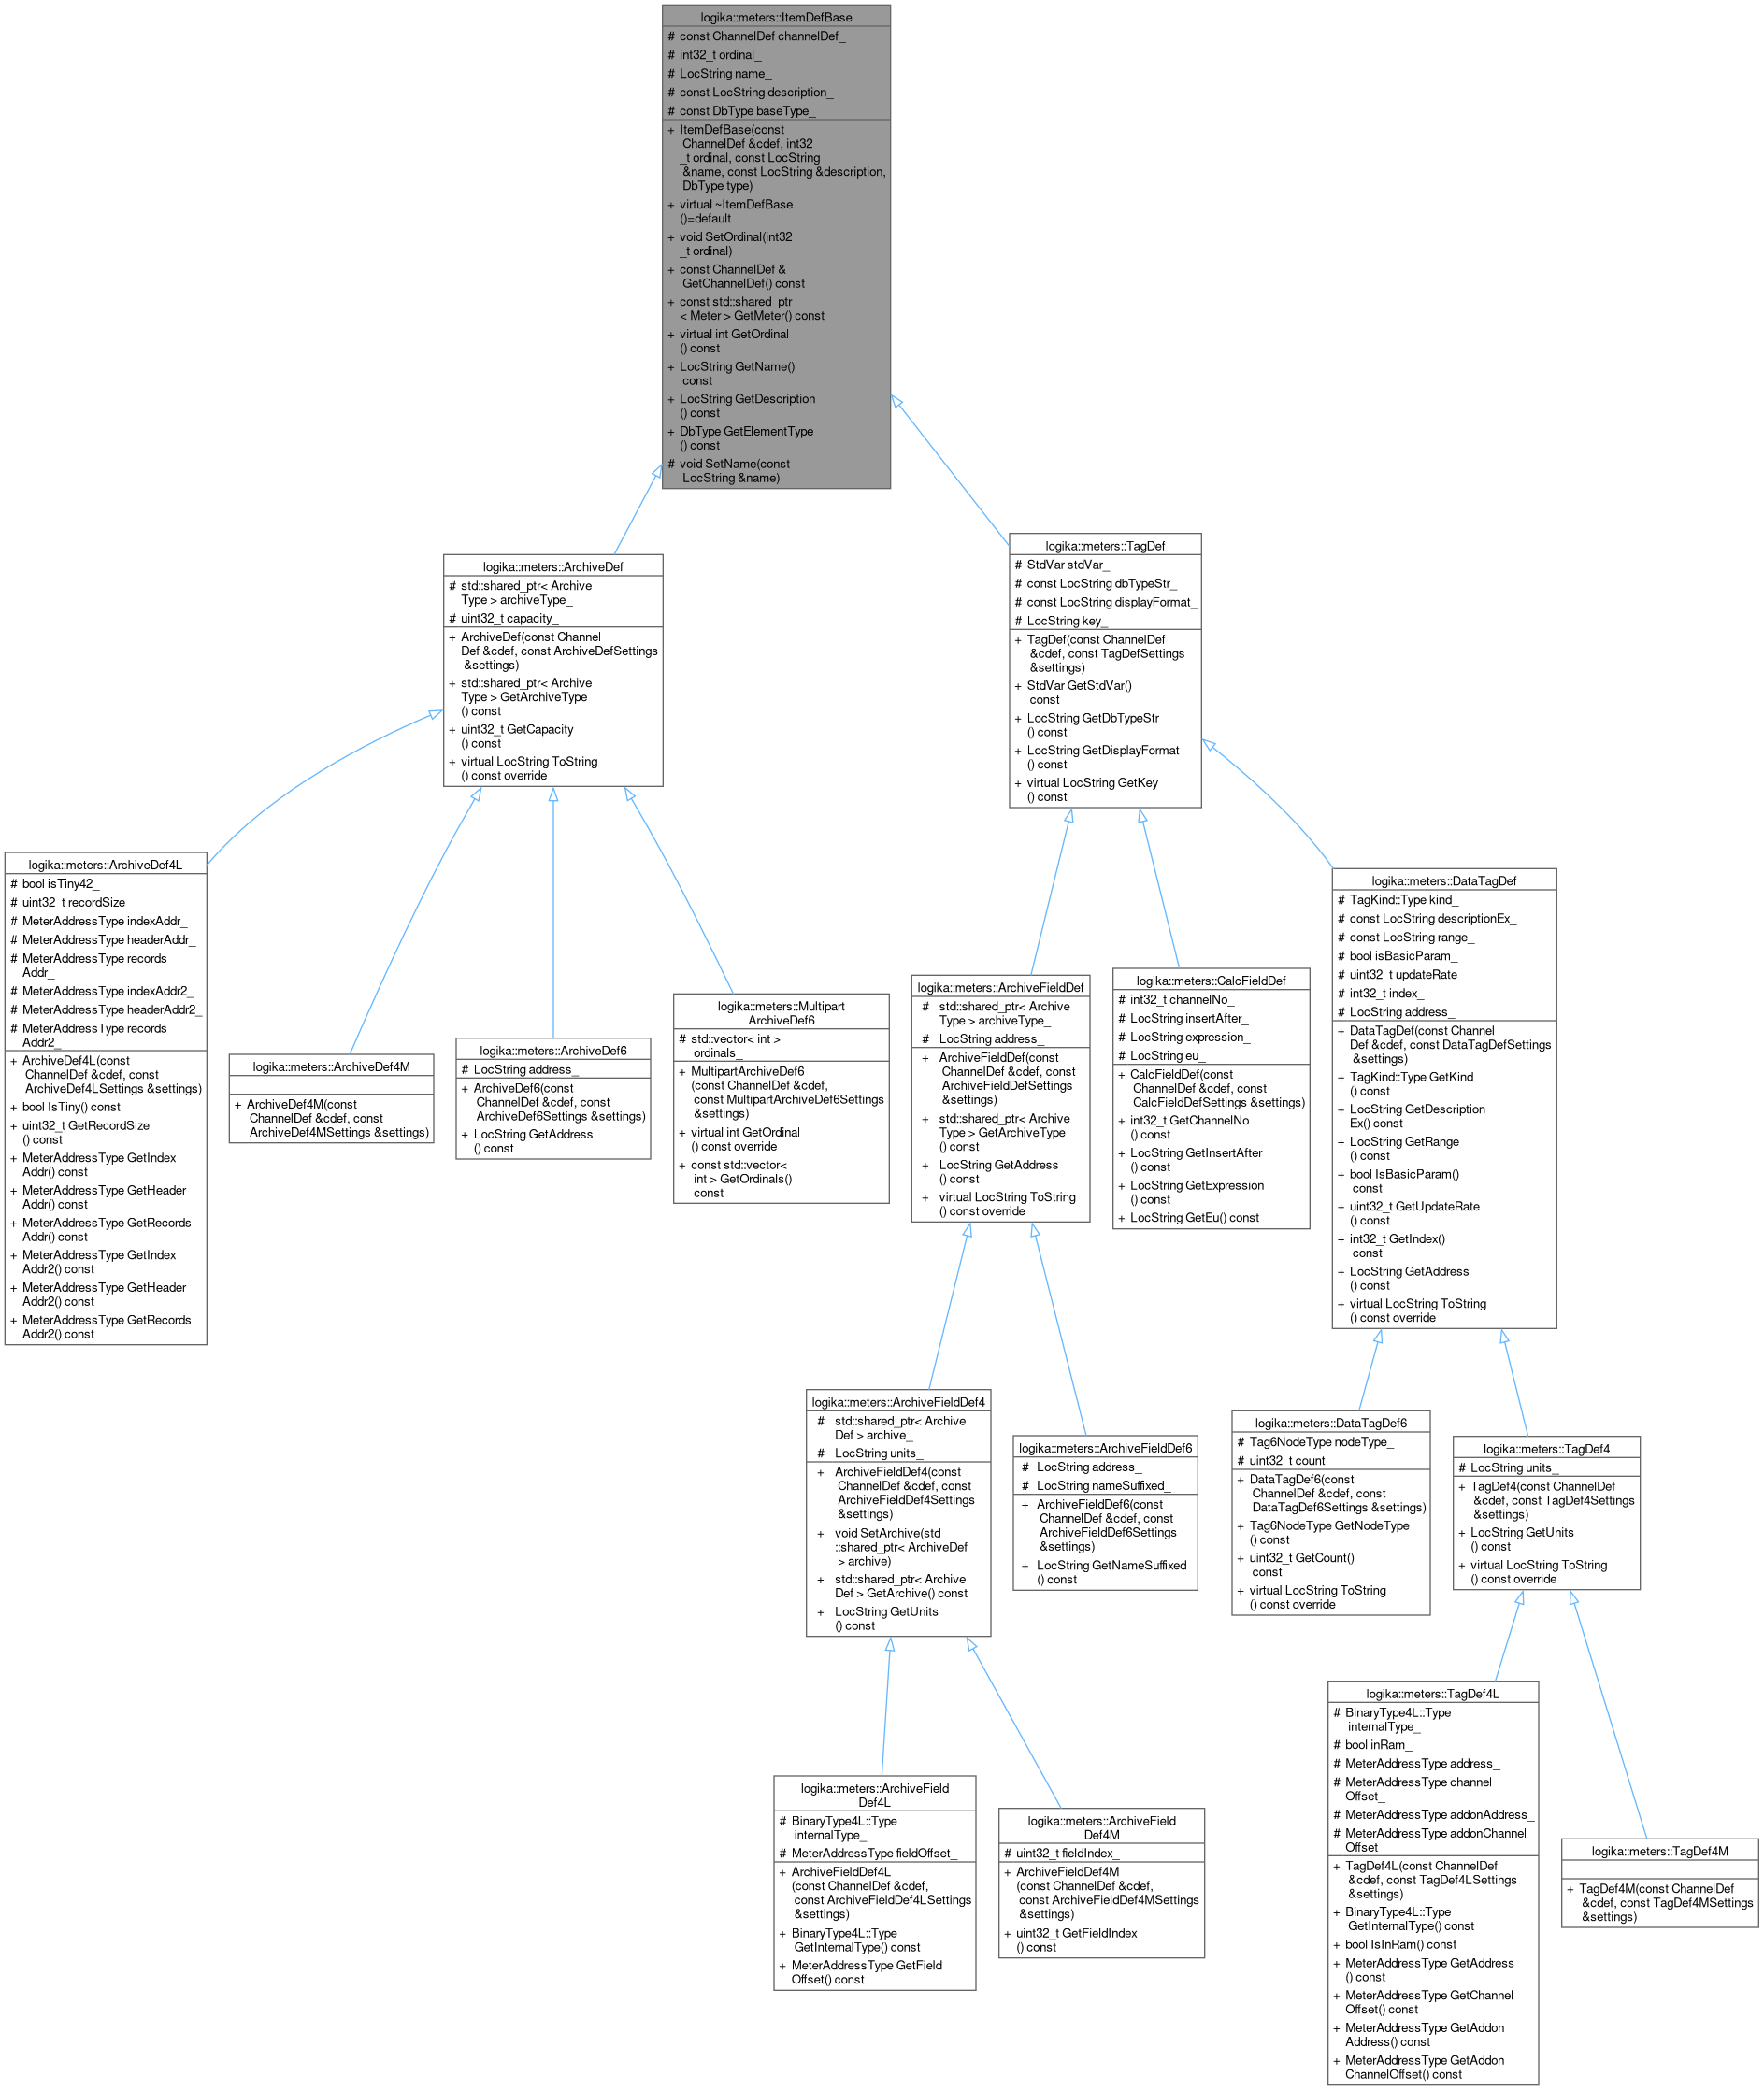 logika::meters::ItemDefBase
# const ChannelDef channelDef_
# int32_t ordinal_
# LocString name_
# const LocString description_
# const DbType baseType_
+ ItemDefBase(const
ChannelDef &cdef, int32
_t ordinal, const LocString
&name, const LocString &description,
DbType type)
+ virtual ~ItemDefBase
()=default
+ void SetOrdinal(int32
_t ordinal)
+ const ChannelDef &
GetChannelDef() const
+ const std::shared_ptr
< Meter > GetMeter() const
+ virtual int GetOrdinal
() const
+ LocString GetName()
const
+ LocString GetDescription
() const
+ DbType GetElementType
() const
# void SetName(const
LocString &name)
logika::meters::ArchiveDef
# std::shared_ptr< Archive
Type > archiveType_
# uint32_t capacity_
+ ArchiveDef(const Channel
Def &cdef, const ArchiveDefSettings
&settings)
+ std::shared_ptr< Archive
Type > GetArchiveType
() const
+ uint32_t GetCapacity
() const
+ virtual LocString ToString
() const override
logika::meters::TagDef
# StdVar stdVar_
# const LocString dbTypeStr_
# const LocString displayFormat_
# LocString key_
+ TagDef(const ChannelDef
&cdef, const TagDefSettings
&settings)
+ StdVar GetStdVar()
const
+ LocString GetDbTypeStr
() const
+ LocString GetDisplayFormat
() const
+ virtual LocString GetKey
() const
logika::meters::ArchiveDef4L
# bool isTiny42_
# uint32_t recordSize_
# MeterAddressType indexAddr_
# MeterAddressType headerAddr_
# MeterAddressType records
Addr_
# MeterAddressType indexAddr2_
# MeterAddressType headerAddr2_
# MeterAddressType records
Addr2_
+ ArchiveDef4L(const
ChannelDef &cdef, const
ArchiveDef4LSettings &settings)
+ bool IsTiny() const
+ uint32_t GetRecordSize
() const
+ MeterAddressType GetIndex
Addr() const
+ MeterAddressType GetHeader
Addr() const
+ MeterAddressType GetRecords
Addr() const
+ MeterAddressType GetIndex
Addr2() const
+ MeterAddressType GetHeader
Addr2() const
+ MeterAddressType GetRecords
Addr2() const
logika::meters::ArchiveDef4M
+ ArchiveDef4M(const
ChannelDef &cdef, const
ArchiveDef4MSettings &settings)
logika::meters::ArchiveDef6
# LocString address_
+ ArchiveDef6(const
ChannelDef &cdef, const
ArchiveDef6Settings &settings)
+ LocString GetAddress
() const
logika::meters::Multipart
ArchiveDef6
# std::vector< int >
ordinals_
+ MultipartArchiveDef6
(const ChannelDef &cdef,
const MultipartArchiveDef6Settings
&settings)
+ virtual int GetOrdinal
() const override
+ const std::vector<
int > GetOrdinals()
const
logika::meters::ArchiveFieldDef
# std::shared_ptr< Archive
Type > archiveType_
# LocString address_
+ ArchiveFieldDef(const
ChannelDef &cdef, const
ArchiveFieldDefSettings
&settings)
+ std::shared_ptr< Archive
Type > GetArchiveType
() const
+ LocString GetAddress
() const
+ virtual LocString ToString
() const override
logika::meters::CalcFieldDef
# int32_t channelNo_
# LocString insertAfter_
# LocString expression_
# LocString eu_
+ CalcFieldDef(const
ChannelDef &cdef, const
CalcFieldDefSettings &settings)
+ int32_t GetChannelNo
() const
+ LocString GetInsertAfter
() const
+ LocString GetExpression
() const
+ LocString GetEu() const
logika::meters::DataTagDef
# TagKind::Type kind_
# const LocString descriptionEx_
# const LocString range_
# bool isBasicParam_
# uint32_t updateRate_
# int32_t index_
# LocString address_
+ DataTagDef(const Channel
Def &cdef, const DataTagDefSettings
&settings)
+ TagKind::Type GetKind
() const
+ LocString GetDescription
Ex() const
+ LocString GetRange
() const
+ bool IsBasicParam()
const
+ uint32_t GetUpdateRate
() const
+ int32_t GetIndex()
const
+ LocString GetAddress
() const
+ virtual LocString ToString
() const override
logika::meters::ArchiveFieldDef4
# std::shared_ptr< Archive
Def > archive_
# LocString units_
+ ArchiveFieldDef4(const
ChannelDef &cdef, const
ArchiveFieldDef4Settings
&settings)
+ void SetArchive(std
::shared_ptr< ArchiveDef
> archive)
+ std::shared_ptr< Archive
Def > GetArchive() const
+ LocString GetUnits
() const
logika::meters::ArchiveFieldDef6
# LocString address_
# LocString nameSuffixed_
+ ArchiveFieldDef6(const
ChannelDef &cdef, const
ArchiveFieldDef6Settings
&settings)
+ LocString GetNameSuffixed
() const
logika::meters::DataTagDef6
# Tag6NodeType nodeType_
# uint32_t count_
+ DataTagDef6(const
ChannelDef &cdef, const
DataTagDef6Settings &settings)
+ Tag6NodeType GetNodeType
() const
+ uint32_t GetCount()
const
+ virtual LocString ToString
() const override
logika::meters::TagDef4
# LocString units_
+ TagDef4(const ChannelDef
&cdef, const TagDef4Settings
&settings)
+ LocString GetUnits
() const
+ virtual LocString ToString
() const override
logika::meters::ArchiveField
Def4L
# BinaryType4L::Type
internalType_
# MeterAddressType fieldOffset_
+ ArchiveFieldDef4L
(const ChannelDef &cdef,
const ArchiveFieldDef4LSettings
&settings)
+ BinaryType4L::Type
GetInternalType() const
+ MeterAddressType GetField
Offset() const
logika::meters::ArchiveField
Def4M
# uint32_t fieldIndex_
+ ArchiveFieldDef4M
(const ChannelDef &cdef,
const ArchiveFieldDef4MSettings
&settings)
+ uint32_t GetFieldIndex
() const
logika::meters::TagDef4L
# BinaryType4L::Type
internalType_
# bool inRam_
# MeterAddressType address_
# MeterAddressType channel
Offset_
# MeterAddressType addonAddress_
# MeterAddressType addonChannel
Offset_
+ TagDef4L(const ChannelDef
&cdef, const TagDef4LSettings
&settings)
+ BinaryType4L::Type
GetInternalType() const
+ bool IsInRam() const
+ MeterAddressType GetAddress
() const
+ MeterAddressType GetChannel
Offset() const
+ MeterAddressType GetAddon
Address() const
+ MeterAddressType GetAddon
ChannelOffset() const
logika::meters::TagDef4M
+ TagDef4M(const ChannelDef
&cdef, const TagDef4MSettings
&settings)